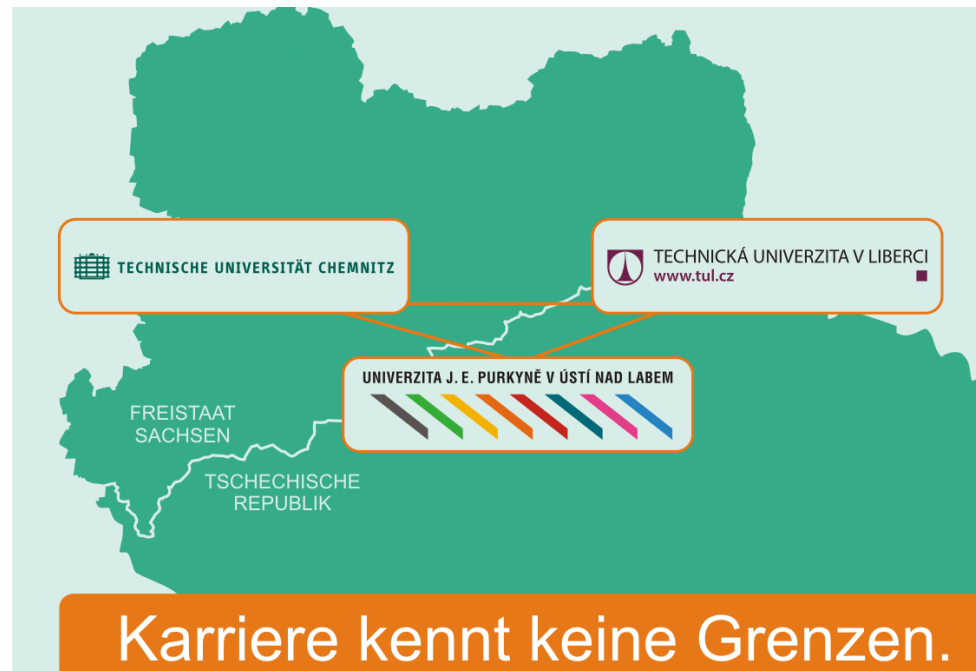 TECHNISCHE UNIVERSITÄT CHEMNITZ
TECHNICKÁ UNIVERZITA V LIBERCI
www.tul.cz
UNIVERZITA J. E. PURKYNĚ V ÚSTÍ NAD LABEM
FREISTAAT
SACHSEN
TSCHECHISCHE
REPUBLIK
Karriere kennt keine Grenzen.